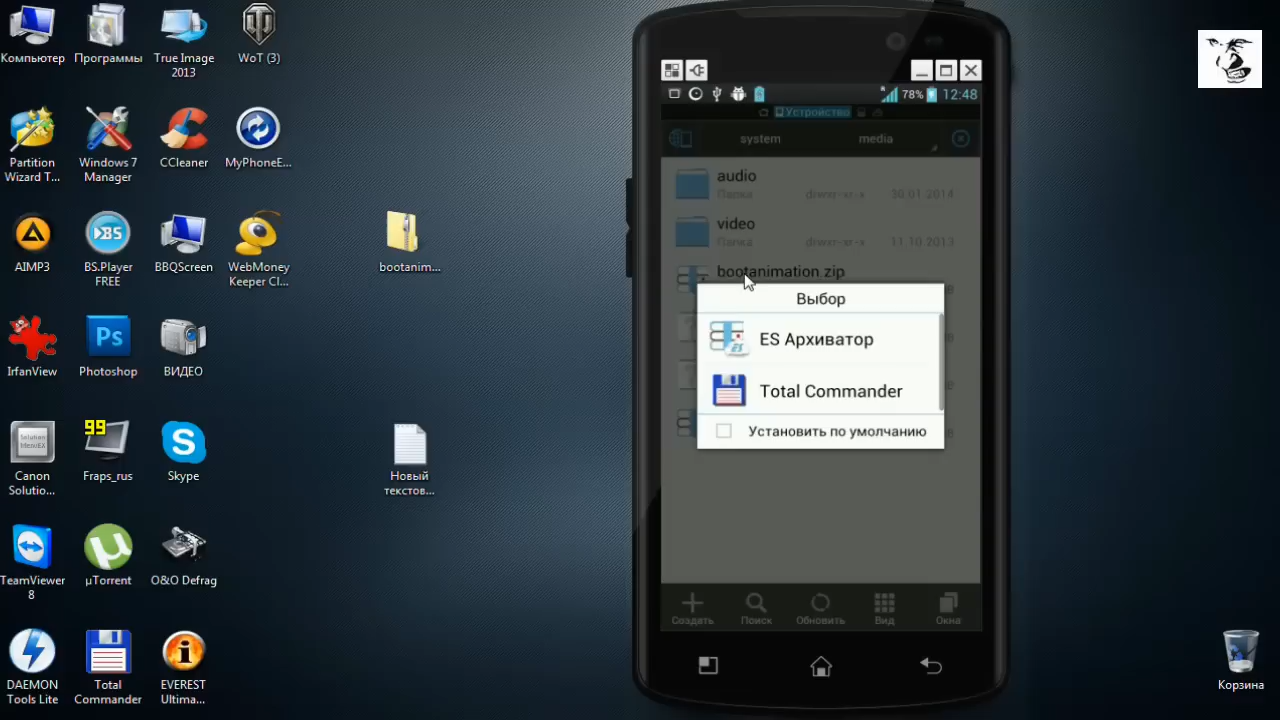 Компьютер
Программы
True Image
2013
WoT (3)
Partition
Wizard T...
Windows 7
Manager
CCleaner
MyPhoneE...
AIMP3
BS.Player
FREE
BBQScreen
WebMoney
Keeper Cl...
bootanim...
IrfanView
Photoshop
ВИДЕО
99
Canon
Solutio...
Fraps_rus
Skype
Новый
текстов...
TeamViewer
8
µTorrent
O&O Defrag
DAEMON
Tools Lite
Total
Commander
EVEREST
Ultima...
78% 12:48
Устройство
system
media
audio
Папка
drwxr-xr-x
30.01.2014
video
Папка
drwxr-xr-x
11.10.2013
bootanimation.zip
Выбор
ES Архиватор
Total Commander
Установить по умолчанию
Создать
Поиск
Обновить
Вид
Окна
Корзина